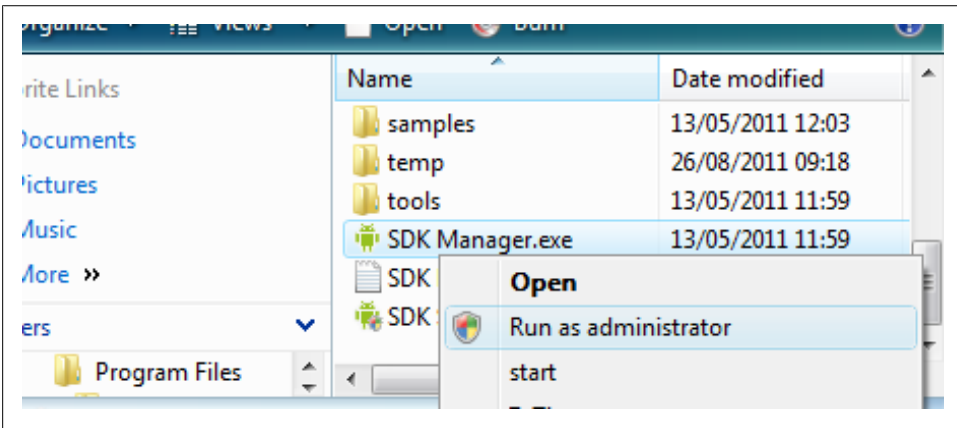 Organize Views Open Burn
Name Date modified
rite Links
Documents
Pictures
Music
More »
ers
Program Files
samples 13/05/2011 12:03
temp 26/08/2011 09:18
tools 13/05/2011 11:59
SDK Manager.exe 13/05/2011 11:59
SDK
SDK
Open
Run as administrator
start